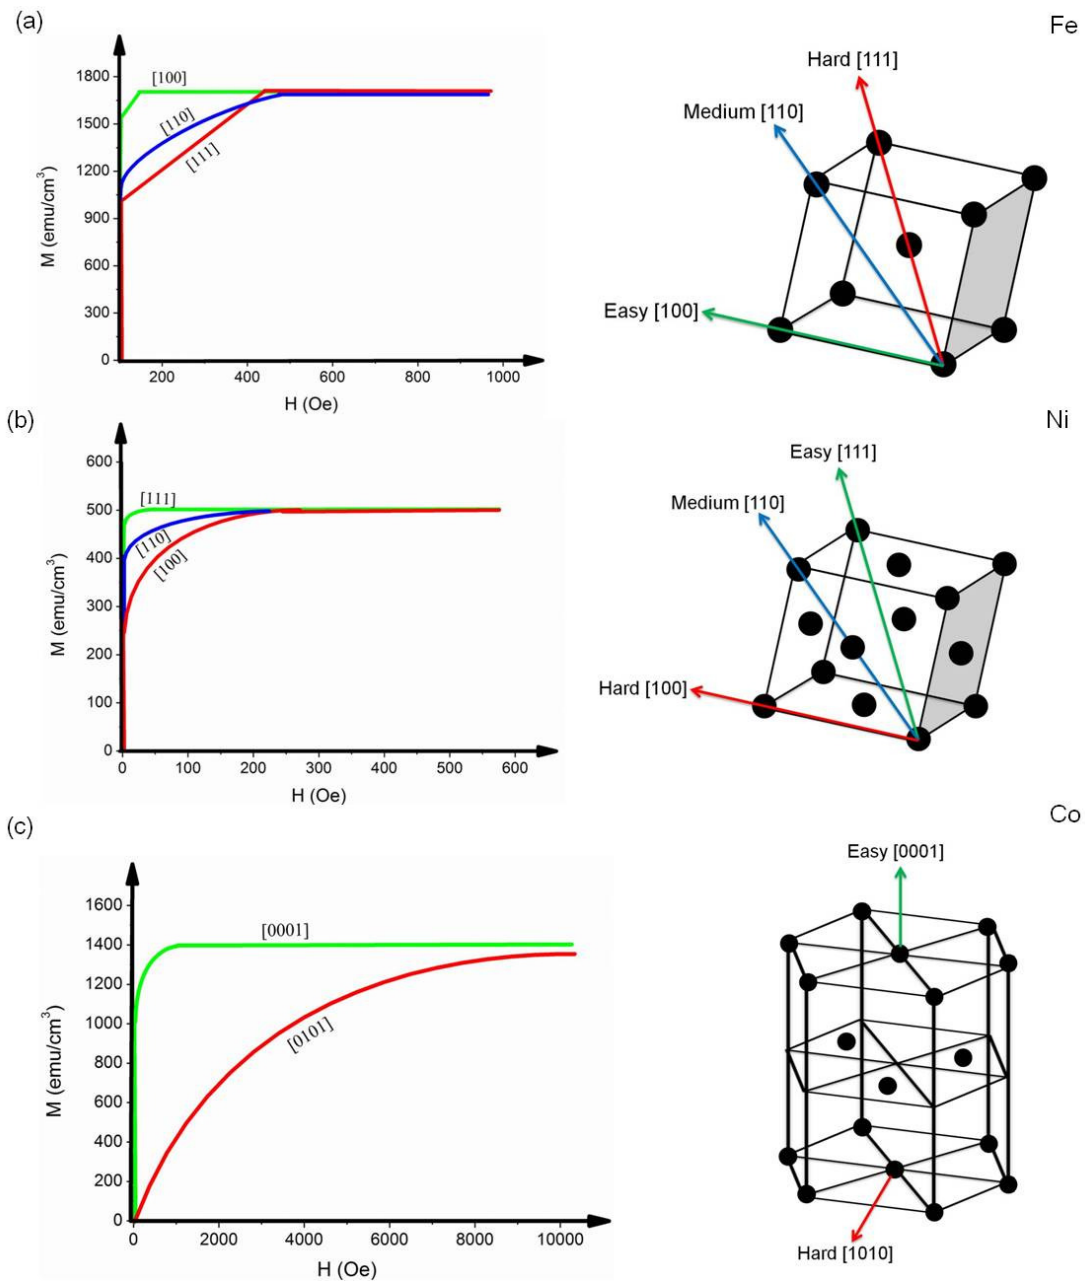 (a)
Fe
M (emu/cm³)
1800
1500
1200
900
600
300
0
[100]
[110]
[111]
200 400 600 800 1000
H (Oe)
Hard [111]
Medium [110]
Easy [100]
(b)
Ni
M (emu/cm³)
600
500
400
300
200
100
0
[111]
[110]
[100]
0 100 200 300 400 500 600
H (Oe)
Easy [111]
Medium [110]
Hard [100]
(c)
Co
M (emu/cm³)
1600
1400
1200
1000
800
600
400
200
0
[0001]
[0101]
0 2000 4000 6000 8000 10000
H (Oe)
Easy [0001]
Hard [1010]